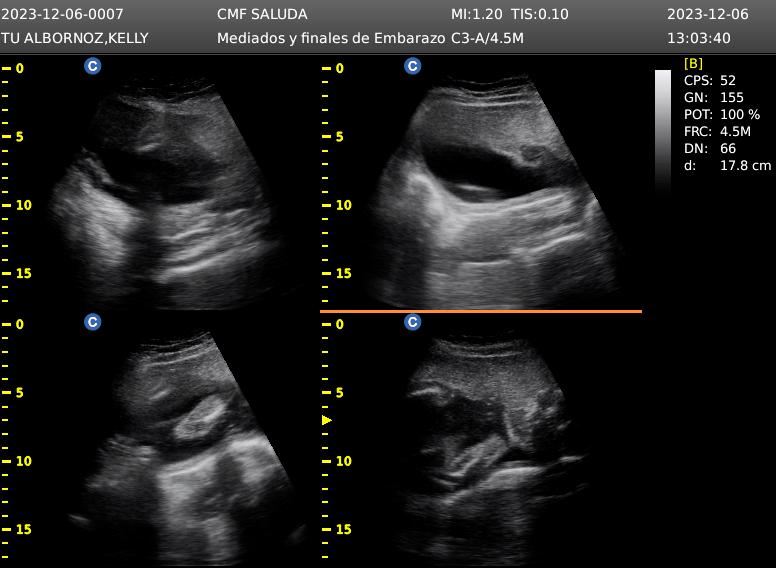 2023-12-06-0007 CMF SALUDA MI:1.20 TIS:0.10 2023-12-06
TU ALBORNOZ,KELLY Mediados y finales de Embarazo C3-A/4.5M 13:03:40
[B]
CPS: 52
GN: 155
POT: 100 %
FRC: 4.5M
DN: 66
d: 17.8 cm
C C
0 0
5 5
10 10
15 15
C C
0 0
5 5
10 10
15 15